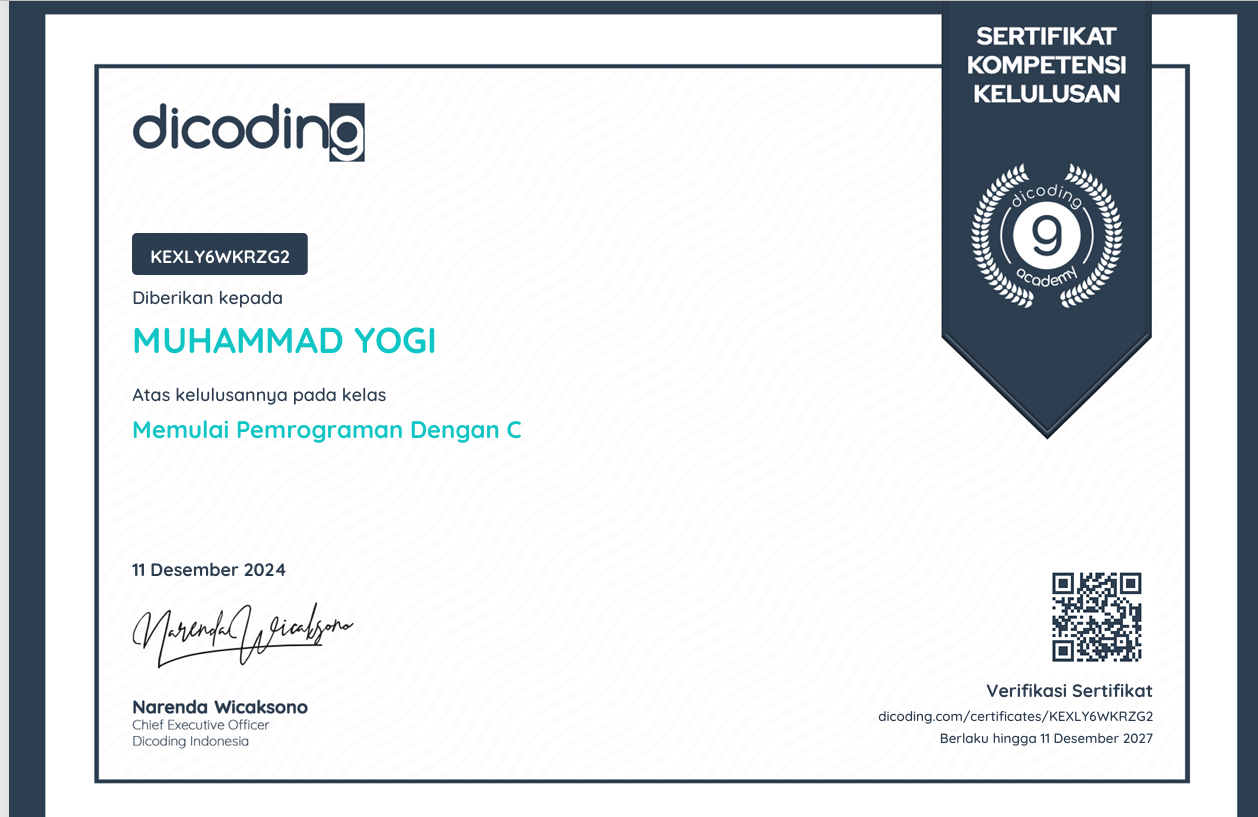 SERTIFIKAT
KOMPETENSI
KELULUSAN
dicoding
dicoding
9
academy
KEXLY6WKRZG2
Diberikan kepada
MUHAMMAD YOGI
Atas kelulusannya pada kelas
Memulai Pemrograman Dengan C
11 Desember 2024
Narenda Wicaksono
Narenda Wicaksono
Chief Executive Officer
Dicoding Indonesia
Verifikasi Sertifikat
dicoding.com/certificates/KEXLY6WKRZG2
Berlaku hingga 11 Desember 2027